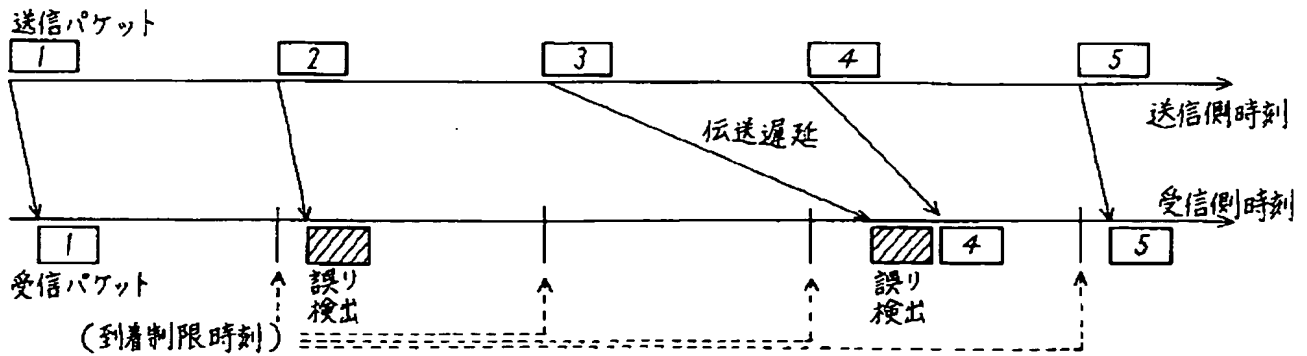 送信パケット
1 2 3 4 5
送信側時刻
伝送遅延
受信側時刻
1 4 5
受信パケット
誤り
検出
誤り
検出
(到着制限時刻)